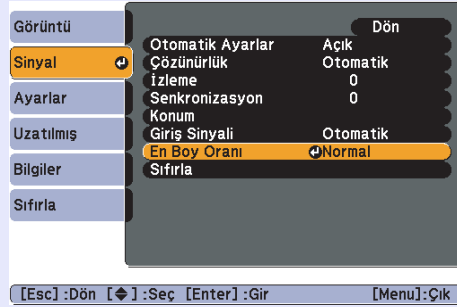 Görüntü
Sinyal
Ayarlar
Uzatılmış
Bilgiler
Sıfırla
Dön
Otomatik Ayarlar Açık
Çözünürlük Otomatik
İzleme 0
Senkronizasyon 0
Konum
Giriş Sinyali Otomatik
En Boy Oranı Normal
Sıfırla
[Esc] :Dön [◆] :Seç [Enter] :Gir [Menu]:Çık